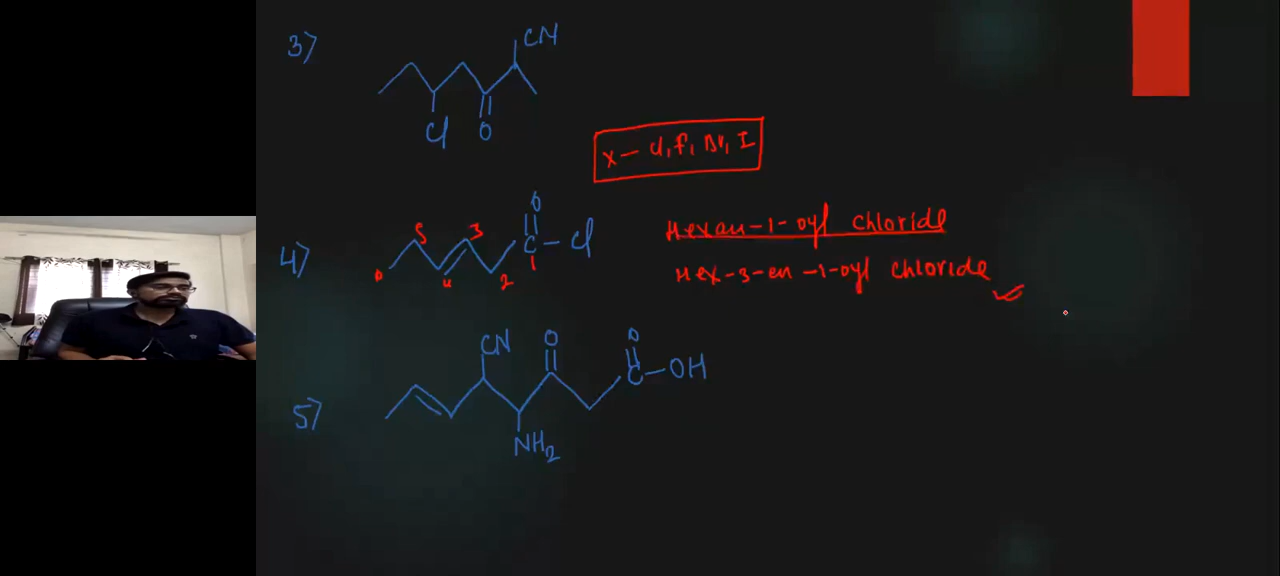 3)
CN
Cl
O
X — Cl, F, Br, I
4)
O
5
3
C — Cl
6
4
2
1
Hexan-1-oyl chloride
Hex-3-en-1-oyl chloride
5)
CN
O
O
C—OH
NH2